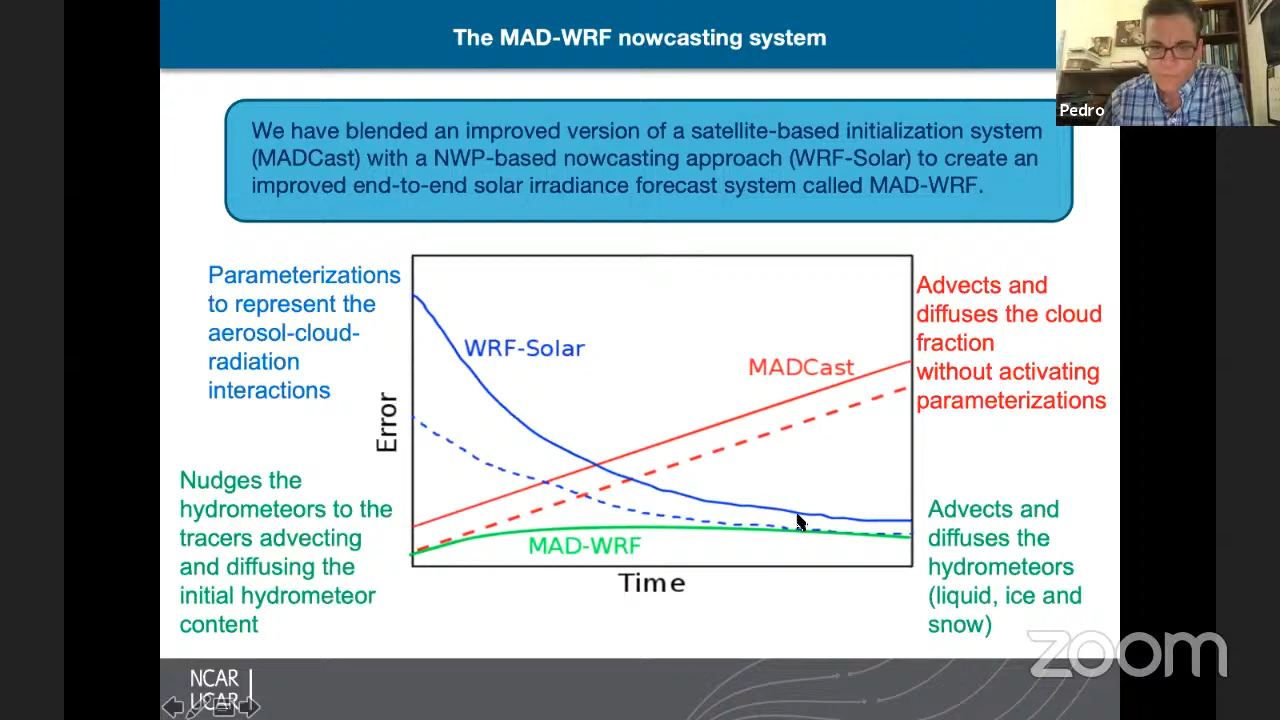 The MAD-WRF nowcasting system
Pedro
We have blended an improved version of a satellite-based initialization system
(MADCast) with a NWP-based nowcasting approach (WRF-Solar) to create an
improved end-to-end solar irradiance forecast system called MAD-WRF.
Parameterizations
to represent the
aerosol-cloud-
radiation
interactions
Nudges the
hydrometeors to the
tracers advecting
and diffusing the
initial hydrometeor
content
Error
WRF-Solar
MADCast
MAD-WRF
Time
Advects and
diffuses the cloud
fraction
without activating
parameterizations
Advects and
diffuses the
hydrometeors
(liquid, ice and
snow)
zoom
NCAR
UCAR